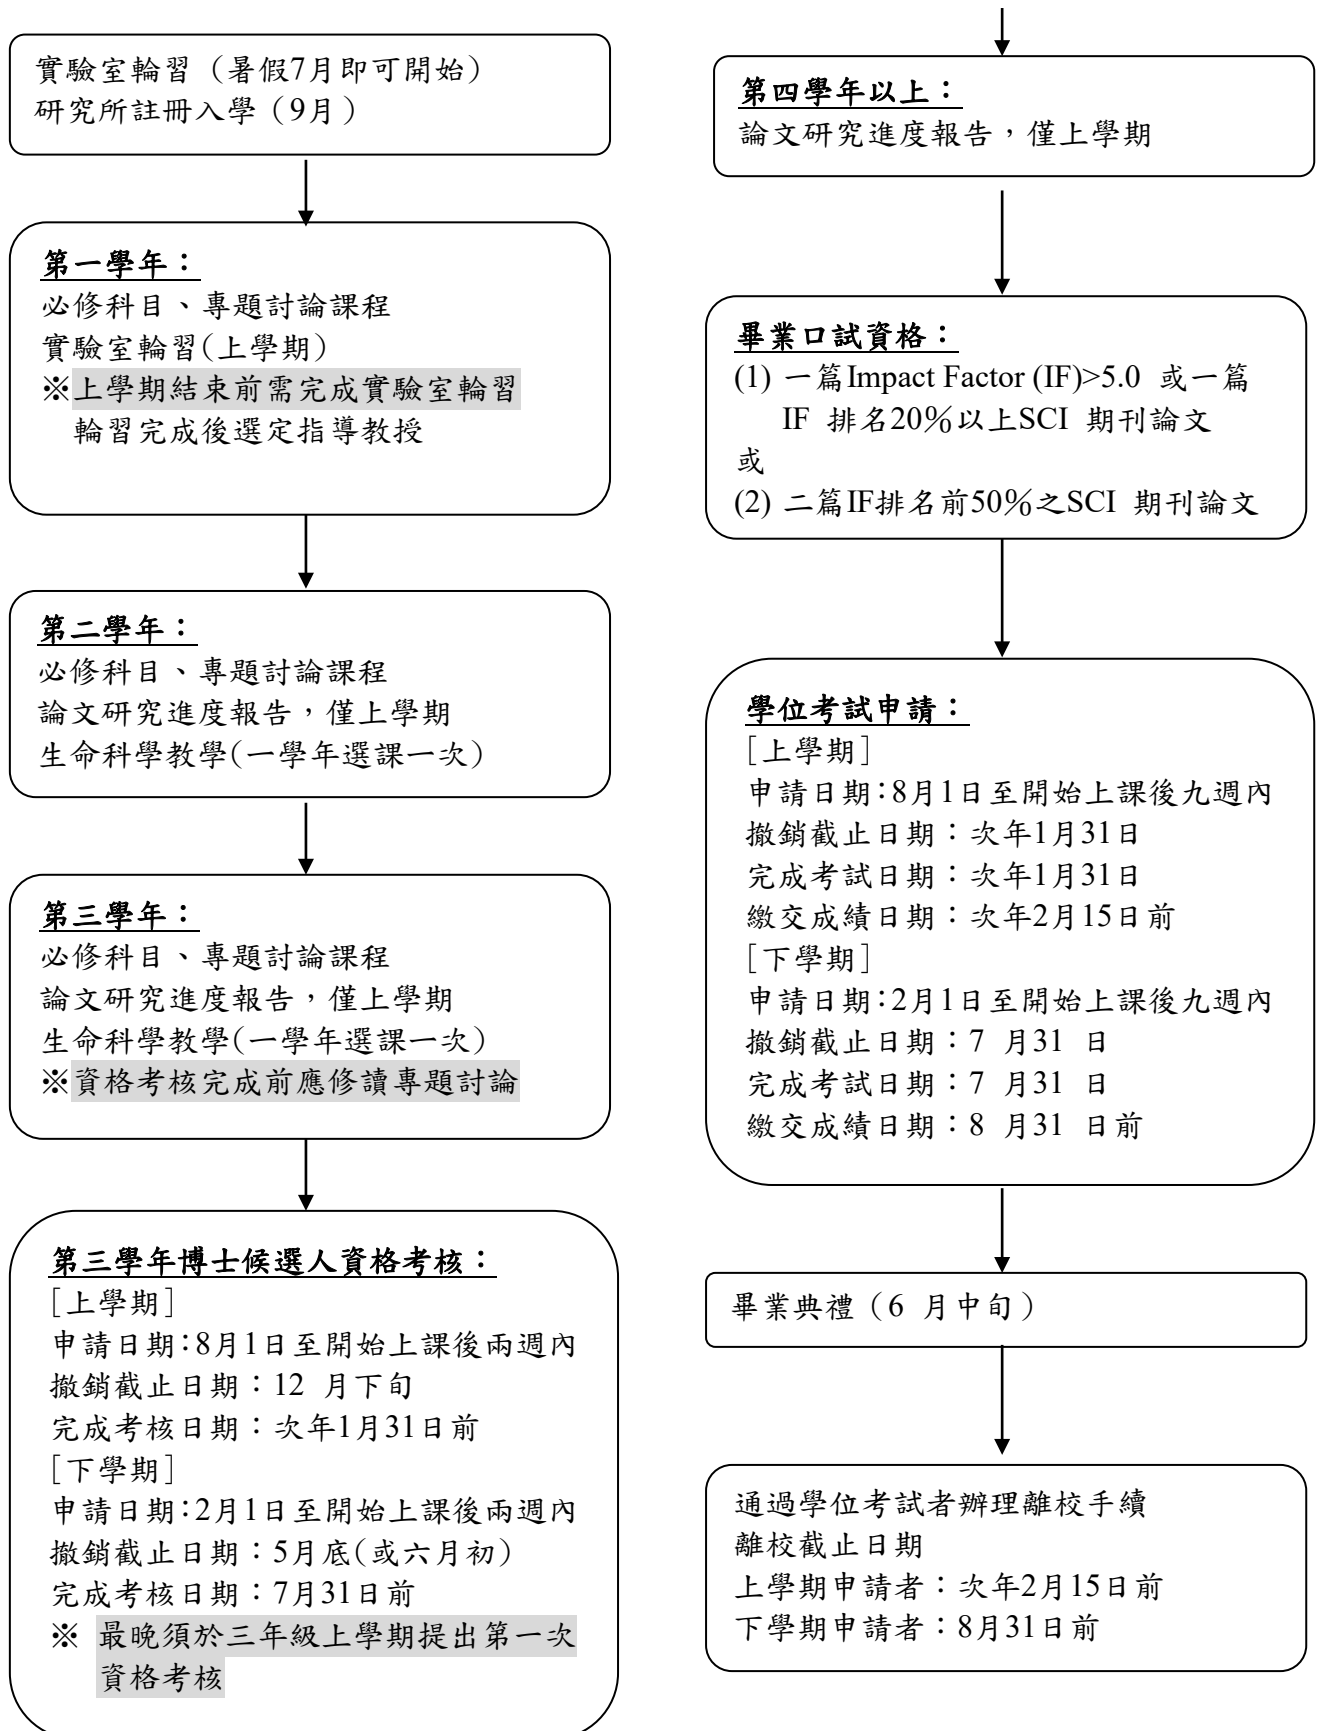 實驗室輪習（暑假7月即可開始）
研究所註冊入學（9月）
第一學年：
必修科目、專題討論課程
實驗室輪習(上學期)
※上學期結束前需完成實驗室輪習
輪習完成後選定指導教授
第二學年：
必修科目、專題討論課程
論文研究進度報告，僅上學期
生命科學教學(一學年選課一次)
第三學年：
必修科目、專題討論課程
論文研究進度報告，僅上學期
生命科學教學(一學年選課一次)
※資格考核完成前應修讀專題討論
第三學年博士候選人資格考核：
[上學期]
申請日期:8月1日至開始上課後兩週內
撤銷截止日期：12 月下旬
完成考核日期：次年1月31日前
[下學期]
申請日期:2月1日至開始上課後兩週內
撤銷截止日期：5月底(或六月初)
完成考核日期：7月31日前
※ 最晚須於三年級上學期提出第一次
資格考核
第四學年以上：
論文研究進度報告，僅上學期
畢業口試資格：
(1) 一篇Impact Factor (IF)>5.0 或一篇
IF 排名20%以上SCI 期刊論文
或
(2) 二篇IF排名前50%之SCI 期刊論文
學位考試申請：
[上學期]
申請日期:8月1日至開始上課後九週內
撤銷截止日期：次年1月31日
完成考試日期：次年1月31日
繳交成績日期：次年2月15日前
[下學期]
申請日期:2月1日至開始上課後九週內
撤銷截止日期：7 月31 日
完成考試日期：7 月31 日
繳交成績日期：8 月31 日前
畢業典禮（6 月中旬）
通過學位考試者辦理離校手續
離校截止日期
上學期申請者：次年2月15日前
下學期申請者：8月31日前